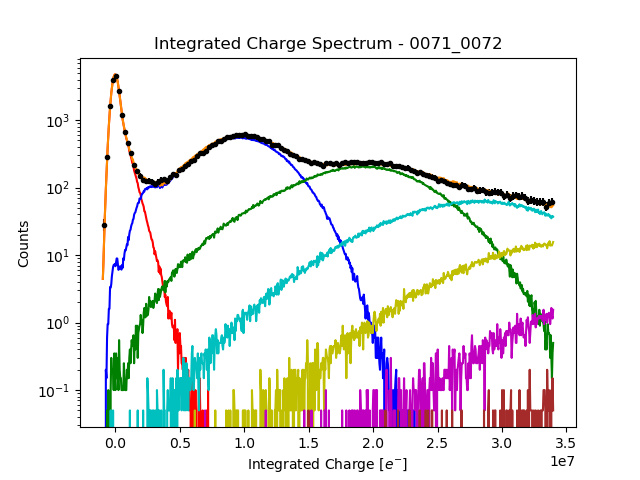 Integrated Charge Spectrum - 0071_0072
Counts
10³
10²
10¹
10⁰
10⁻¹
0.0 0.5 1.0 1.5 2.0 2.5 3.0 3.5
1e7
Integrated Charge [e⁻]